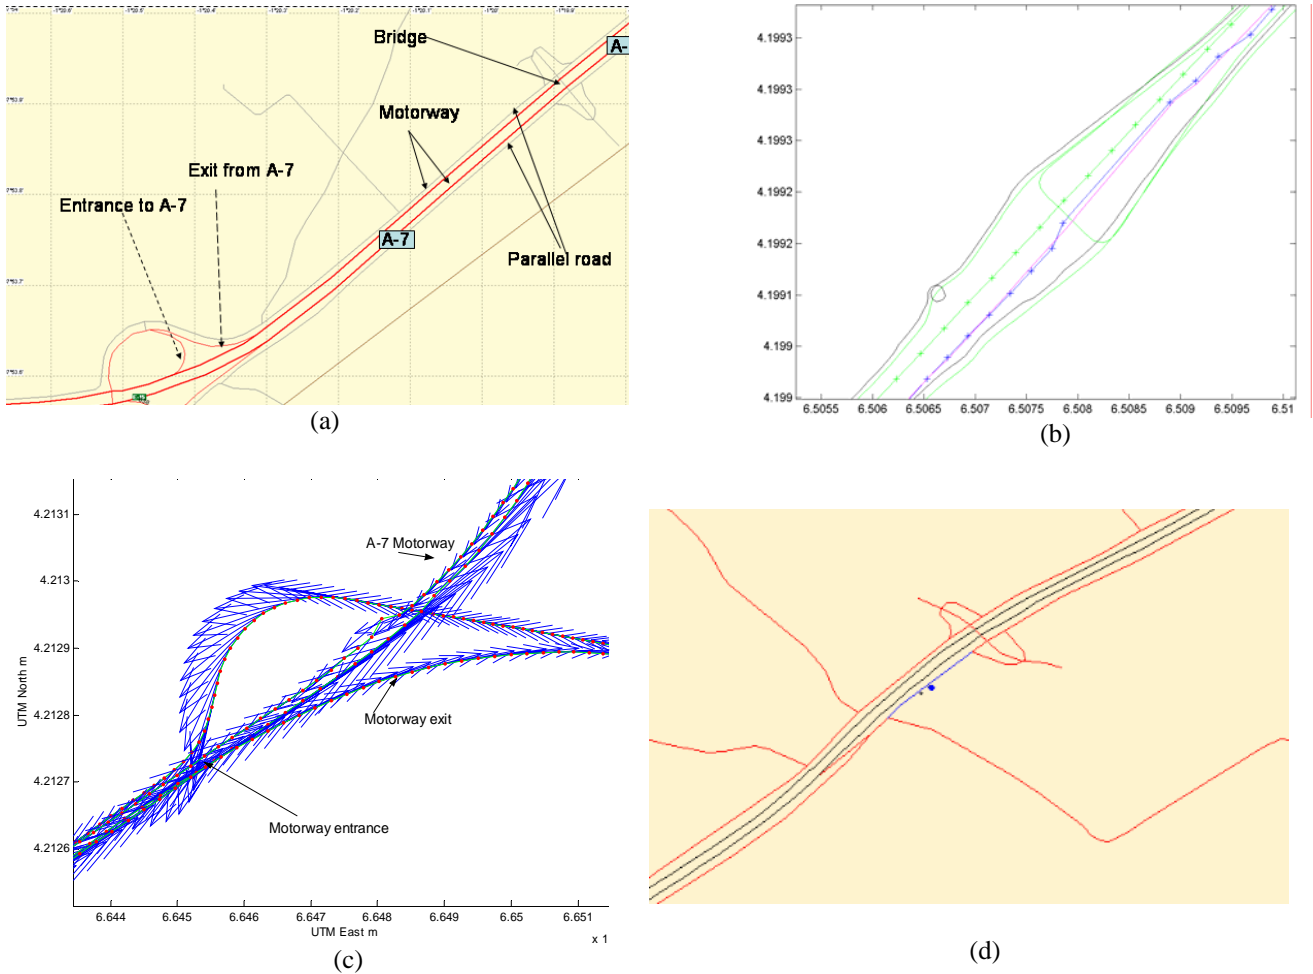 Bridge
A-
Motorway
Exit from A-7
Entrance to A-7
A-7
Parallel road
(a)
4.1993
4.1993
4.1993
4.1992
4.1992
4.1991
4.199
4.199
6.5055 6.506 6.5065 6.507 6.5075 6.508 6.5085 6.509 6.5095 6.51
(b)
4.2131
4.213
4.2129
4.2128
4.2127
4.2126
UTM North m
A-7 Motorway
Motorway exit
Motorway entrance
6.644 6.645 6.646 6.647 6.648 6.649 6.65 6.651
UTM East m
x 1
(c)
(d)